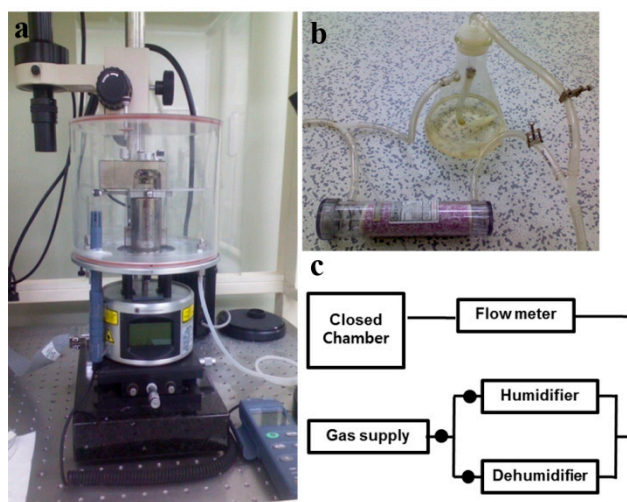 a
b
c
Closed
Chamber
Flow meter
Gas supply
Humidifier
Dehumidifier